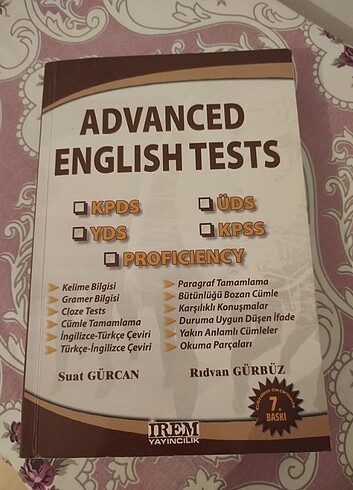 ADVANCED
ENGLISH TESTS
KPDS
ÜDS
YDS
KPSS
PROFICIENCY
Kelime Bilgisi
Gramer Bilgisi
Cloze Tests
Cümle Tamamlama
İngilizce-Türkçe Çeviri
Türkçe-İngilizce Çeviri
Paragraf Tamamlama
Bütünlüğü Bozan Cümle
Karşılıklı Konuşmalar
Duruma Uygun Düşen İfade
Yakın Anlamlı Cümleler
Okuma Parçaları
Suat GÜRCAN
Rıdvan GÜRBÜZ
7.
BASKI
İREM
YAYINCILIK